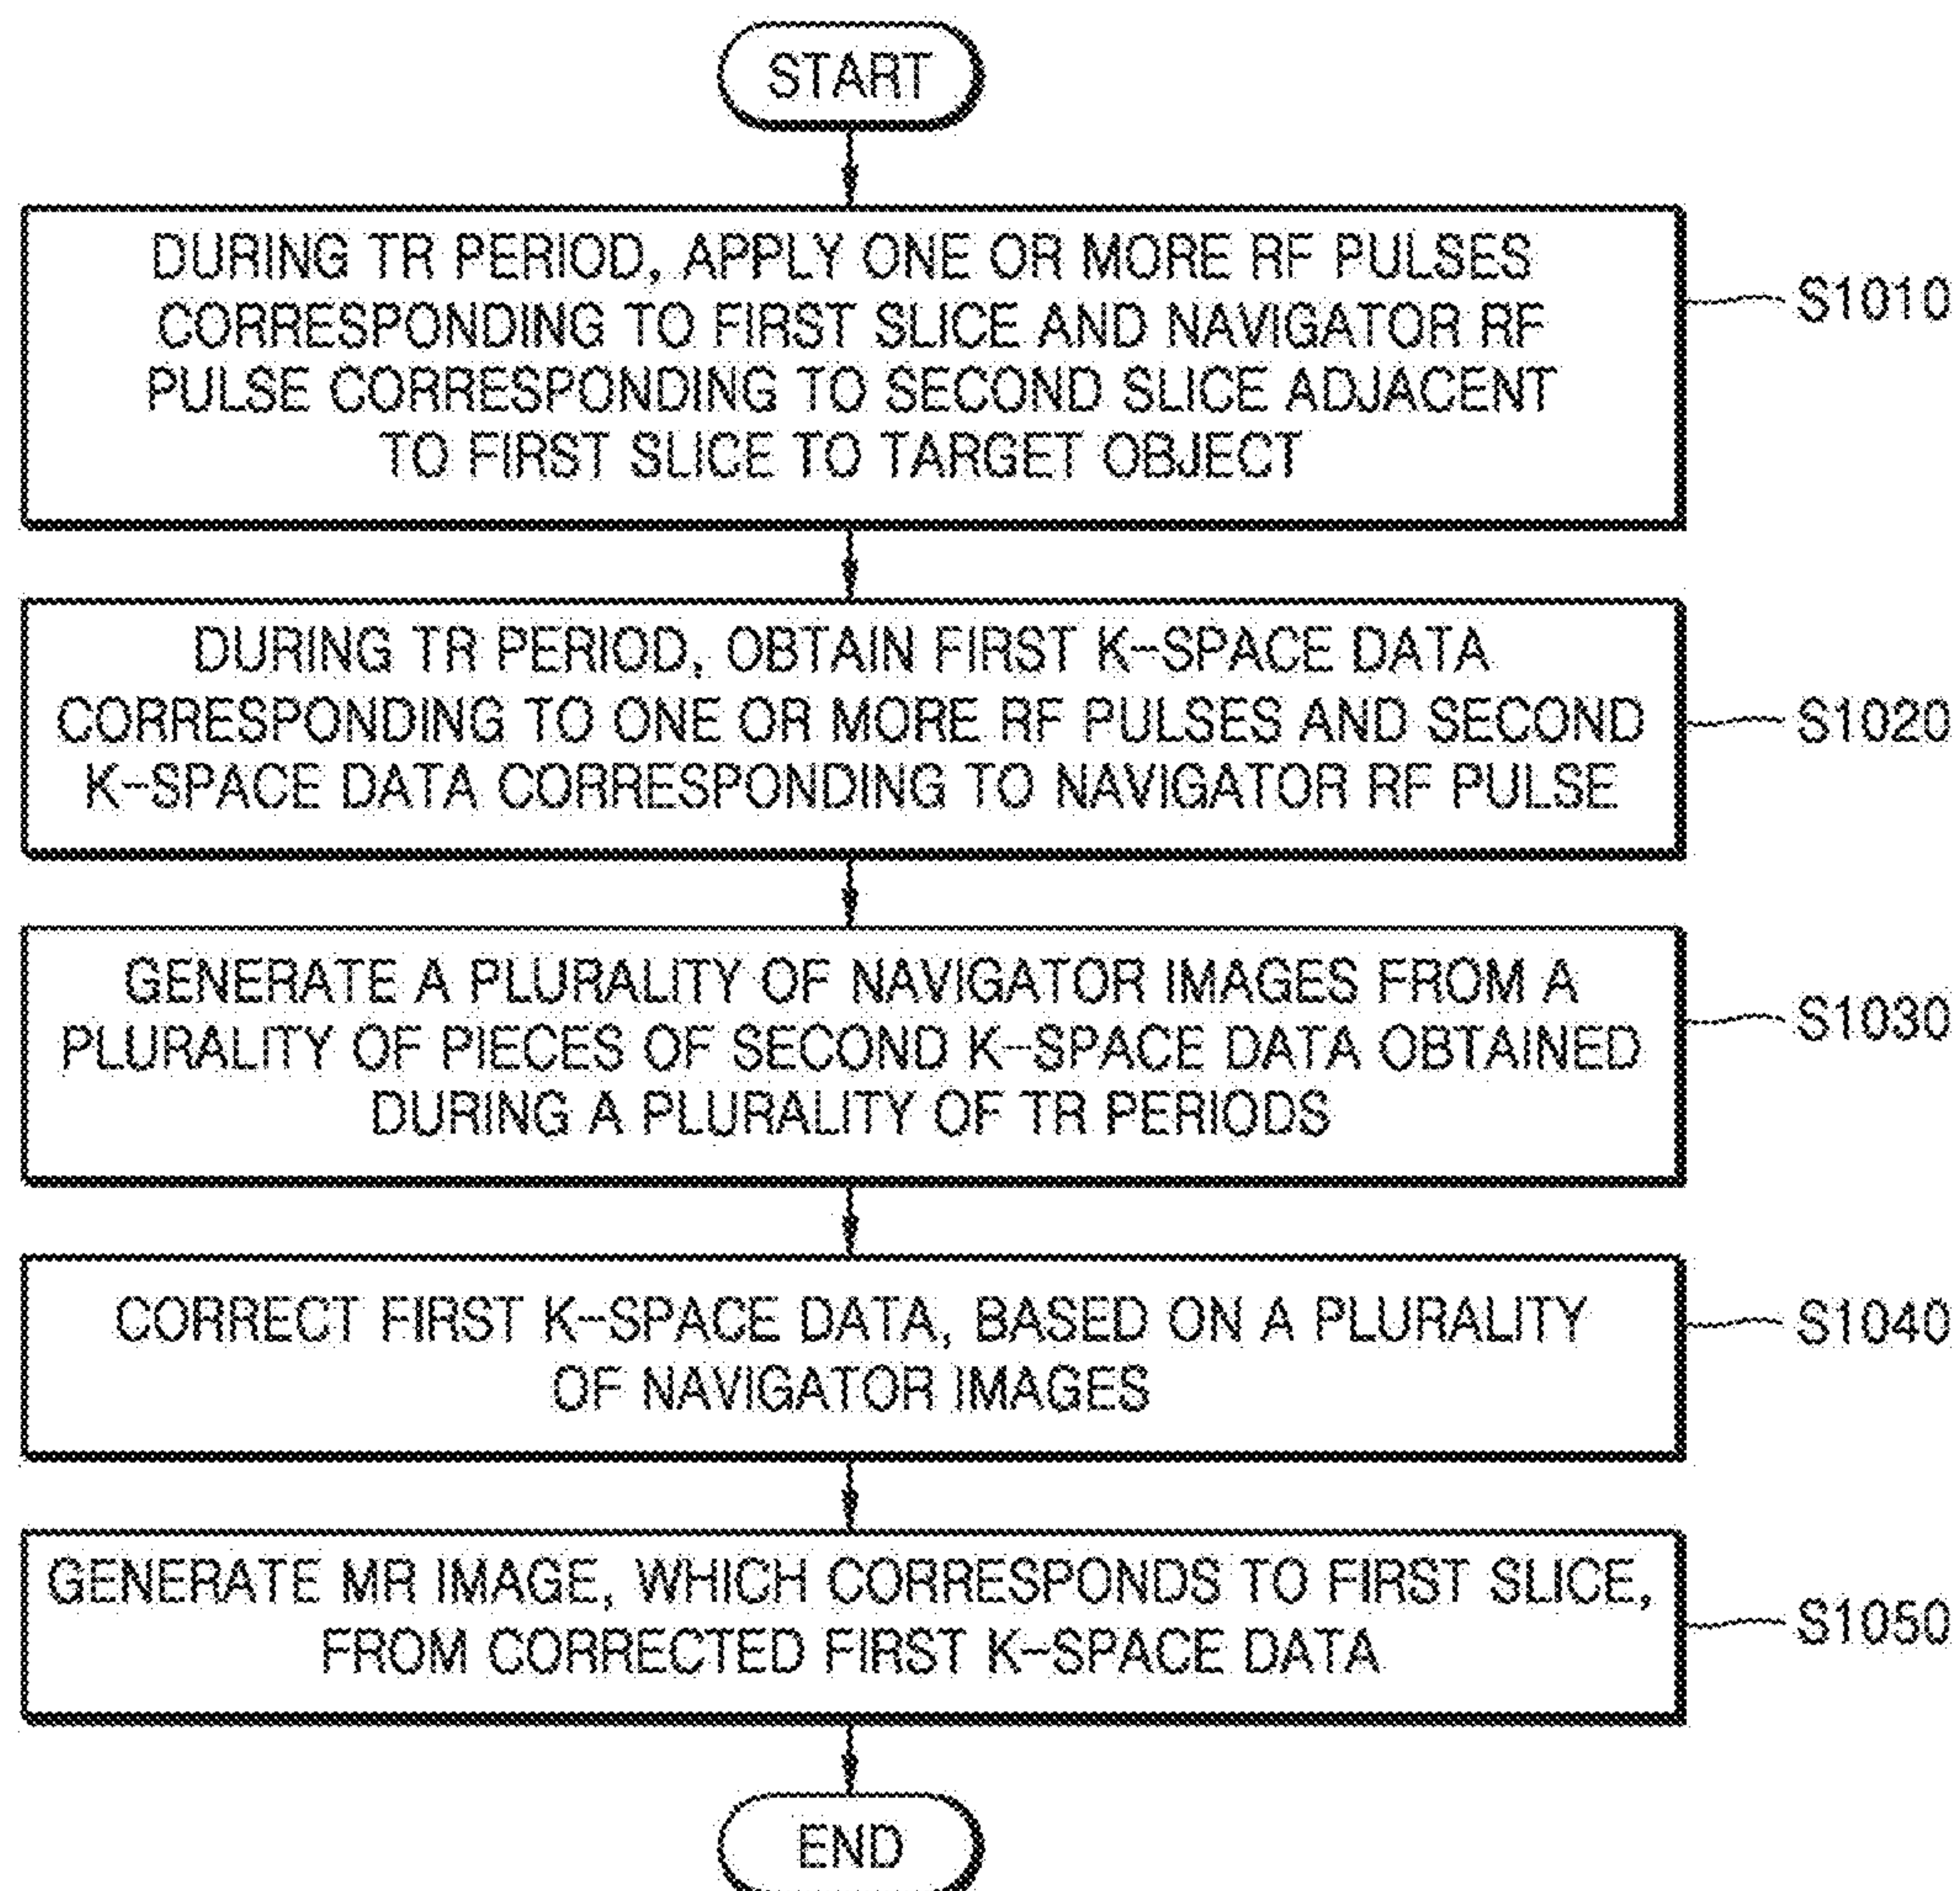 START
DURING TR PERIOD, APPLY ONE OR MORE RF PULSES
CORRESPONDING TO FIRST SLICE AND NAVIGATOR RF
PULSE CORRESPONDING TO SECOND SLICE ADJACENT
TO FIRST SLICE TO TARGET OBJECT
S1010
DURING TR PERIOD, OBTAIN FIRST K-SPACE DATA
CORRESPONDING TO ONE OR MORE RF PULSES AND SECOND
K-SPACE DATA CORRESPONDING TO NAVIGATOR RF PULSE
S1020
GENERATE A PLURALITY OF NAVIGATOR IMAGES FROM A
PLURALITY OF PIECES OF SECOND K-SPACE DATA OBTAINED
DURING A PLURALITY OF TR PERIODS
S1030
CORRECT FIRST K-SPACE DATA, BASED ON A PLURALITY
OF NAVIGATOR IMAGES
S1040
GENERATE MR IMAGE, WHICH CORRESPONDS TO FIRST SLICE,
FROM CORRECTED FIRST K-SPACE DATA
S1050
END